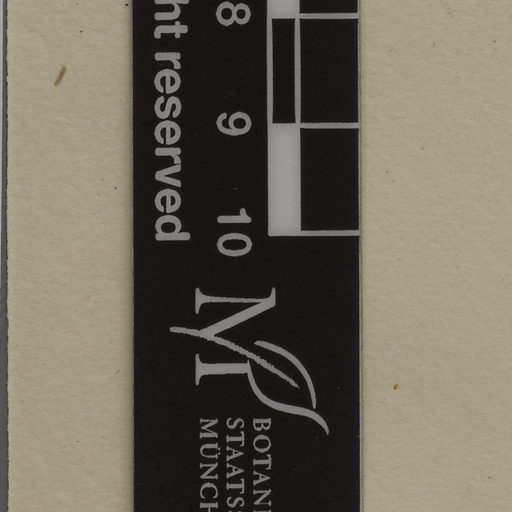 8 9 10
ht reserved
M
BOTAN
STAATS
MÜNCH